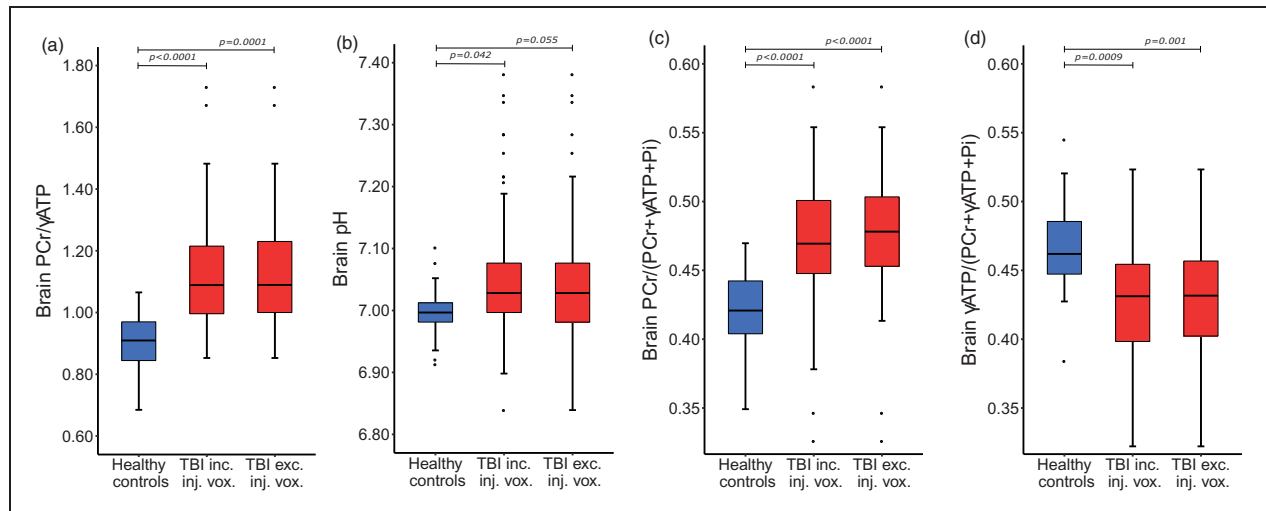 (a)
p=0.0001
p<0.0001
1.80
1.60
1.40
1.20
1.00
0.80
0.60
Brain PCr/γATP
Healthy controls
TBI inc. inj. vox.
TBI exc. inj. vox.
(b)
p=0.055
p=0.042
7.40
7.30
7.20
7.10
7.00
6.90
6.80
Brain pH
Healthy controls
TBI inc. inj. vox.
TBI exc. inj. vox.
(c)
p<0.0001
p<0.0001
0.60
0.55
0.50
0.45
0.40
0.35
Brain PCr/(PCr+γATP+Pi)
Healthy controls
TBI inc. inj. vox.
TBI exc. inj. vox.
(d)
p=0.001
p=0.0009
0.60
0.55
0.50
0.45
0.40
0.35
Brain γATP/(PCr+γATP+Pi)
Healthy controls
TBI inc. inj. vox.
TBI exc. inj. vox.